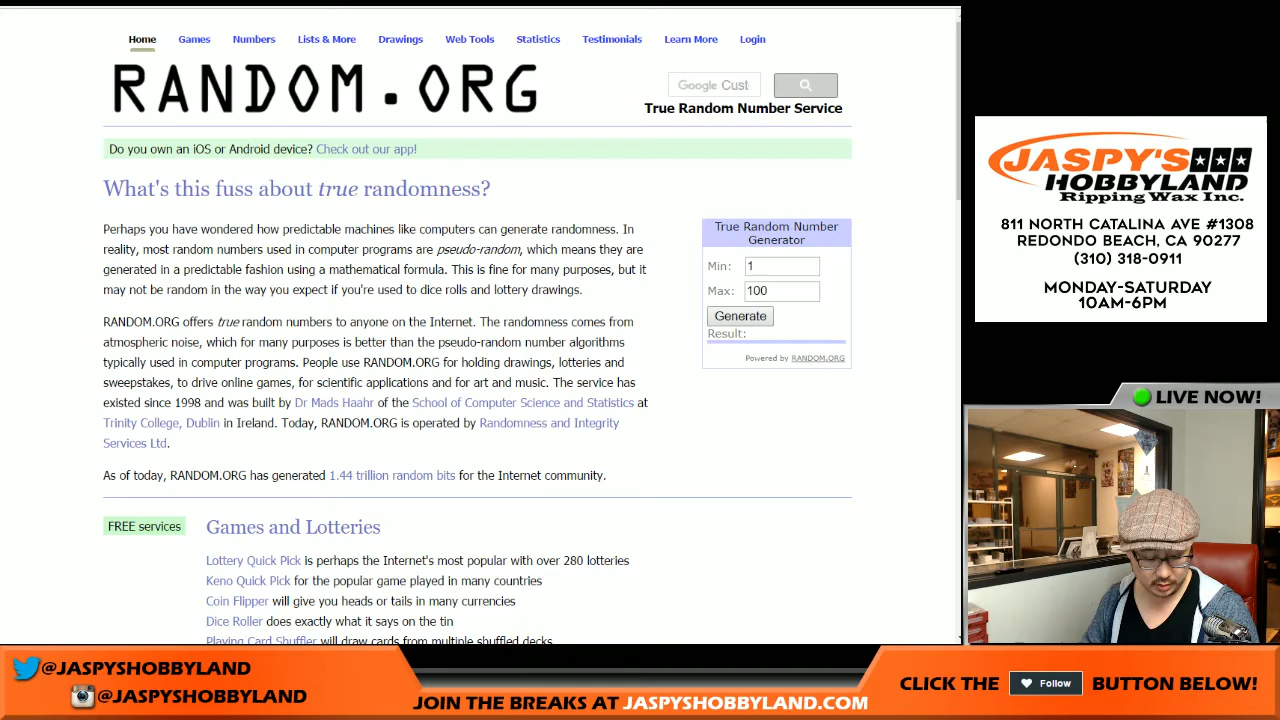 Home Games Numbers Lists & More Drawings Web Tools Statistics Testimonials Learn More Login
RANDOM.ORG
Google Cust
True Random Number Service
Do you own an iOS or Android device? Check out our app!
What's this fuss about true randomness?
Perhaps you have wondered how predictable machines like computers can generate randomness. In
reality, most random numbers used in computer programs are pseudo-random, which means they are
generated in a predictable fashion using a mathematical formula. This is fine for many purposes, but it
may not be random in the way you expect if you're used to dice rolls and lottery drawings.
RANDOM.ORG offers true random numbers to anyone on the Internet. The randomness comes from
atmospheric noise, which for many purposes is better than the pseudo-random number algorithms
typically used in computer programs. People use RANDOM.ORG for holding drawings, lotteries and
sweepstakes, to drive online games, for scientific applications and for art and music. The service has
existed since 1998 and was built by Dr Mads Haahr of the School of Computer Science and Statistics at
Trinity College, Dublin in Ireland. Today, RANDOM.ORG is operated by Randomness and Integrity
Services Ltd.
As of today, RANDOM.ORG has generated 1.44 trillion random bits for the Internet community.
True Random Number
Generator
Min: 1
Max: 100
Generate
Result:
Powered by RANDOM.ORG
FREE services
Games and Lotteries
Lottery Quick Pick is perhaps the Internet's most popular with over 280 lotteries
Keno Quick Pick for the popular game played in many countries
Coin Flipper will give you heads or tails in many currencies
Dice Roller does exactly what it says on the tin
Playing Card Shuffler will draw cards from multiple shuffled decks
JASPY'S
HOBBYLAND
Ripping Wax Inc.
811 NORTH CATALINA AVE #1308
REDONDO BEACH, CA 90277
(310) 318-0911
MONDAY-SATURDAY
10AM-6PM
LIVE NOW!
@JASPYSHOBBYLAND
@JASPYSHOBBYLAND
JOIN THE BREAKS AT JASPYSHOBBYLAND.COM
CLICK THE Follow BUTTON BELOW!